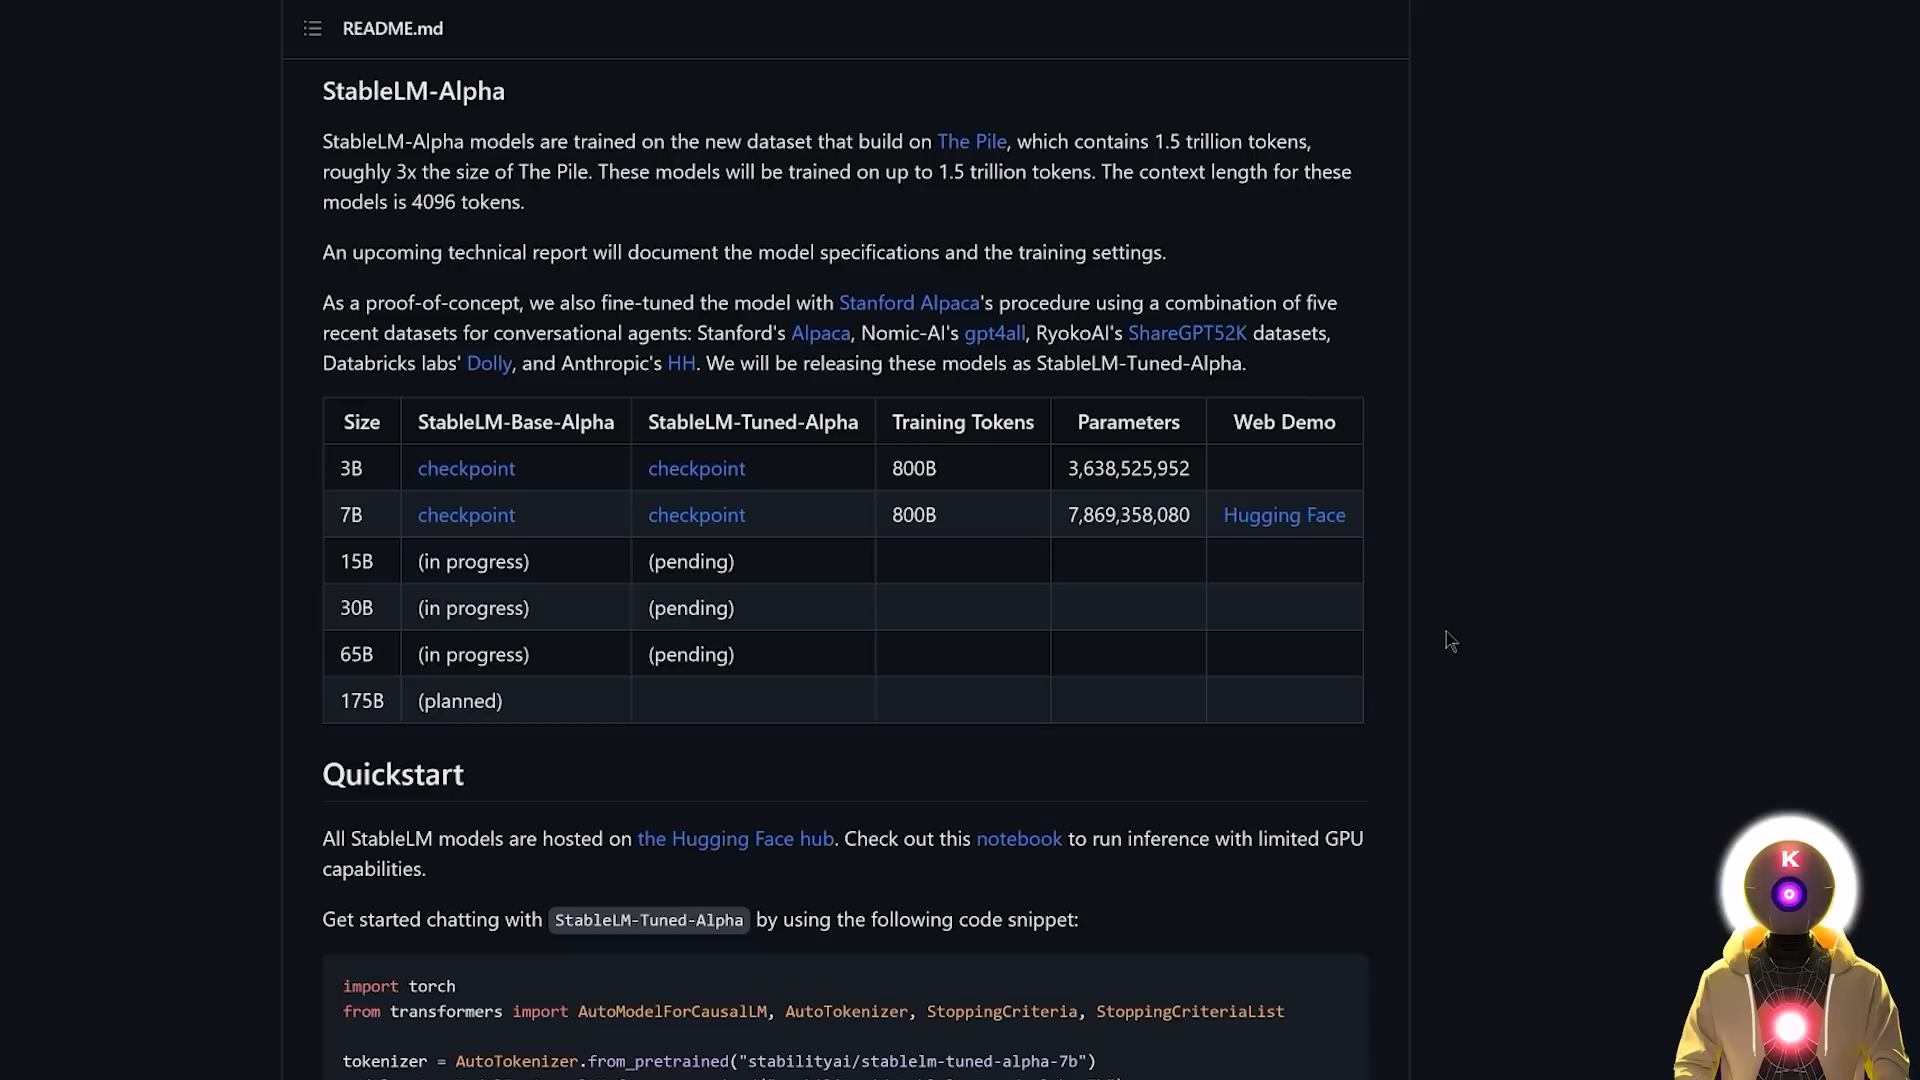 README.md
StableLM-Alpha
StableLM-Alpha models are trained on the new dataset that build on The Pile, which contains 1.5 trillion tokens,
roughly 3x the size of The Pile. These models will be trained on up to 1.5 trillion tokens. The context length for these
models is 4096 tokens.
An upcoming technical report will document the model specifications and the training settings.
As a proof-of-concept, we also fine-tuned the model with Stanford Alpaca's procedure using a combination of five
recent datasets for conversational agents: Stanford's Alpaca, Nomic-AI's gpt4all, RyokoAI's ShareGPT52K datasets,
Databricks labs' Dolly, and Anthropic's HH. We will be releasing these models as StableLM-Tuned-Alpha.
Size StableLM-Base-Alpha StableLM-Tuned-Alpha Training Tokens Parameters Web Demo
3B checkpoint checkpoint 800B 3,638,525,952
7B checkpoint checkpoint 800B 7,869,358,080 Hugging Face
15B (in progress) (pending)
30B (in progress) (pending)
65B (in progress) (pending)
175B (planned)
Quickstart
All StableLM models are hosted on the Hugging Face hub. Check out this notebook to run inference with limited GPU
capabilities.
Get started chatting with StableLM-Tuned-Alpha by using the following code snippet:
import torch
from transformers import AutoModelForCausalLM, AutoTokenizer, StoppingCriteria, StoppingCriteriaList
tokenizer = AutoTokenizer.from_pretrained("stabilityai/stablelm-tuned-alpha-7b")
K